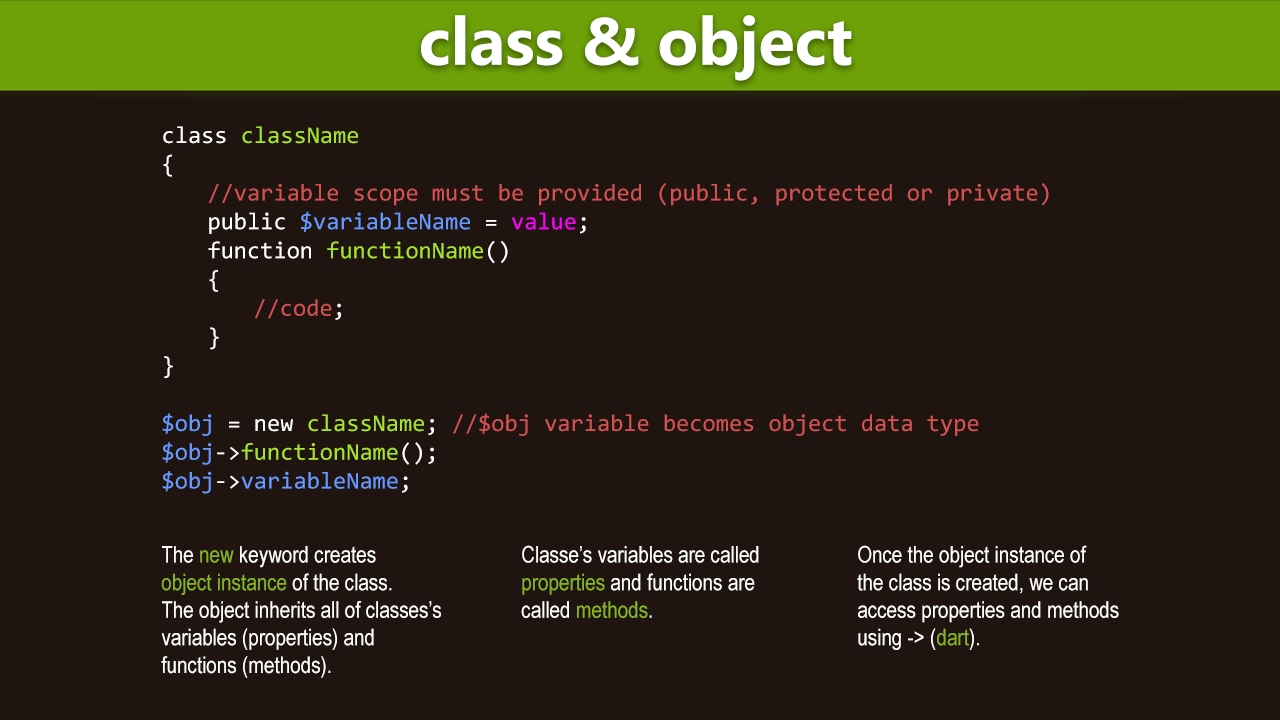 class & object
class className
{
//variable scope must be provided (public, protected or private)
public $variableName = value;
function functionName()
{
//code;
}
}
$obj = new className; //$obj variable becomes object data type
$obj->functionName();
$obj->variableName;
The new keyword creates
object instance of the class.
The object inherits all of classes's
variables (properties) and
functions (methods).
Classe's variables are called
properties and functions are
called methods.
Once the object instance of
the class is created, we can
access properties and methods
using -> (dart).